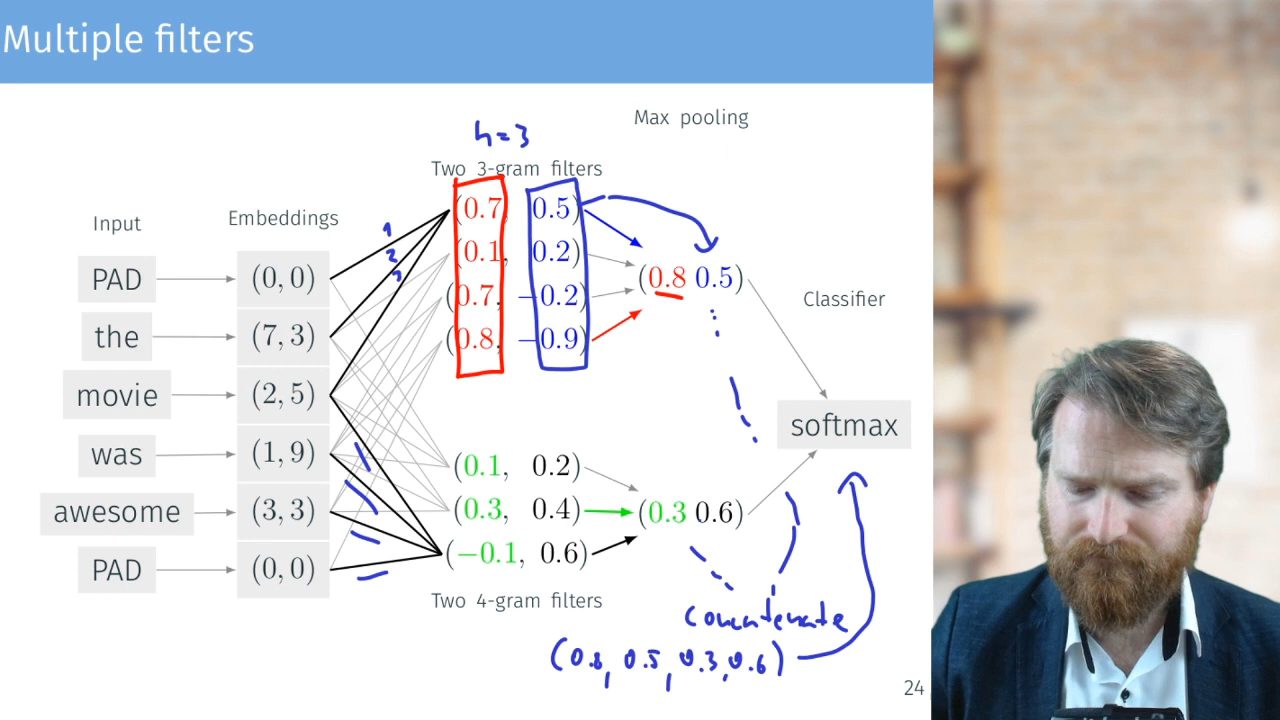 Multiple filters
Max pooling
h=3
Two 3-gram filters
Input
Embeddings
1
2
3
PAD
(0, 0)
the
(7, 3)
movie
(2, 5)
was
(1, 9)
awesome
(3, 3)
PAD
(0, 0)
(0.7, 0.5)
(0.1, 0.2)
(0.7, −0.2)
(0.8, −0.9)
(0.8 0.5)
Classifier
softmax
(0.1, 0.2)
(0.3, 0.4)
(−0.1, 0.6)
(0.3 0.6)
Two 4-gram filters
concatenate
(0.8, 0.5, 0.3, 0.6)
24